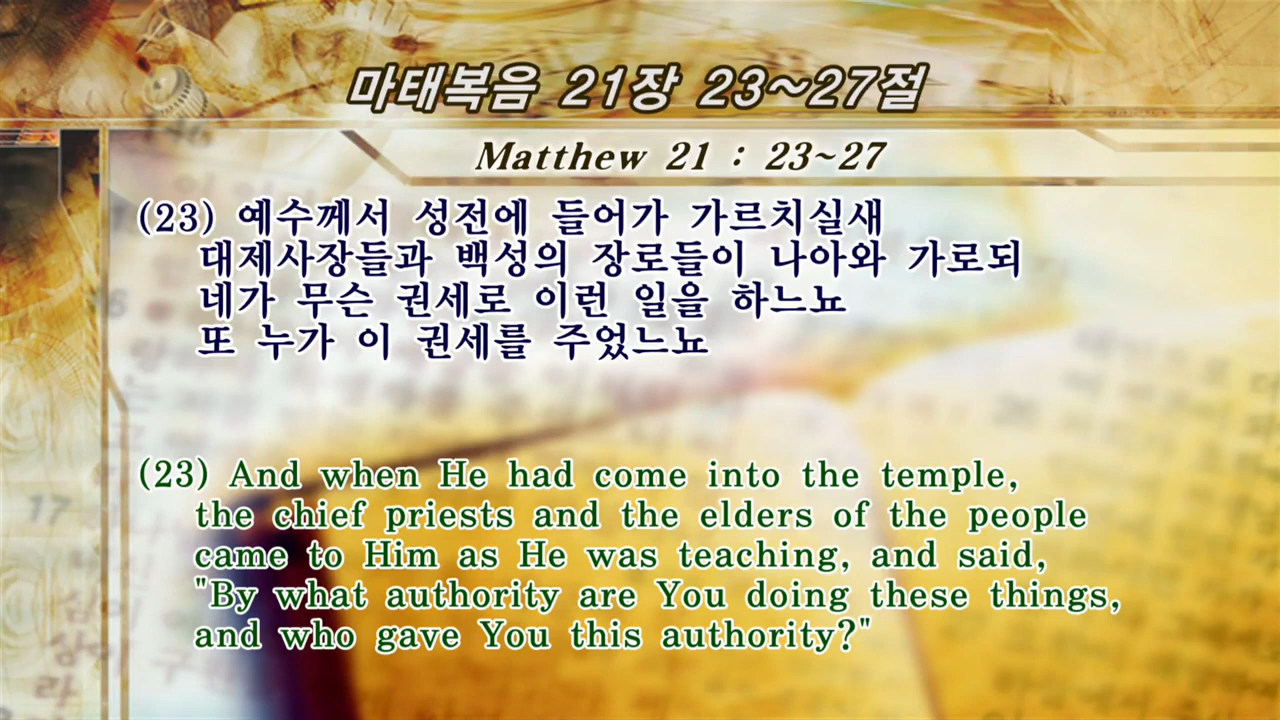 마태복음 21장 23~27절
Matthew 21 : 23~27
(23) 예수께서 성전에 들어가 가르치실새
대제사장들과 백성의 장로들이 나아와 가로되
네가 무슨 권세로 이런 일을 하느뇨
또 누가 이 권세를 주었느뇨
(23) And when He had come into the temple,
the chief priests and the elders of the people
came to Him as He was teaching, and said,
"By what authority are You doing these things,
and who gave You this authority?"
17